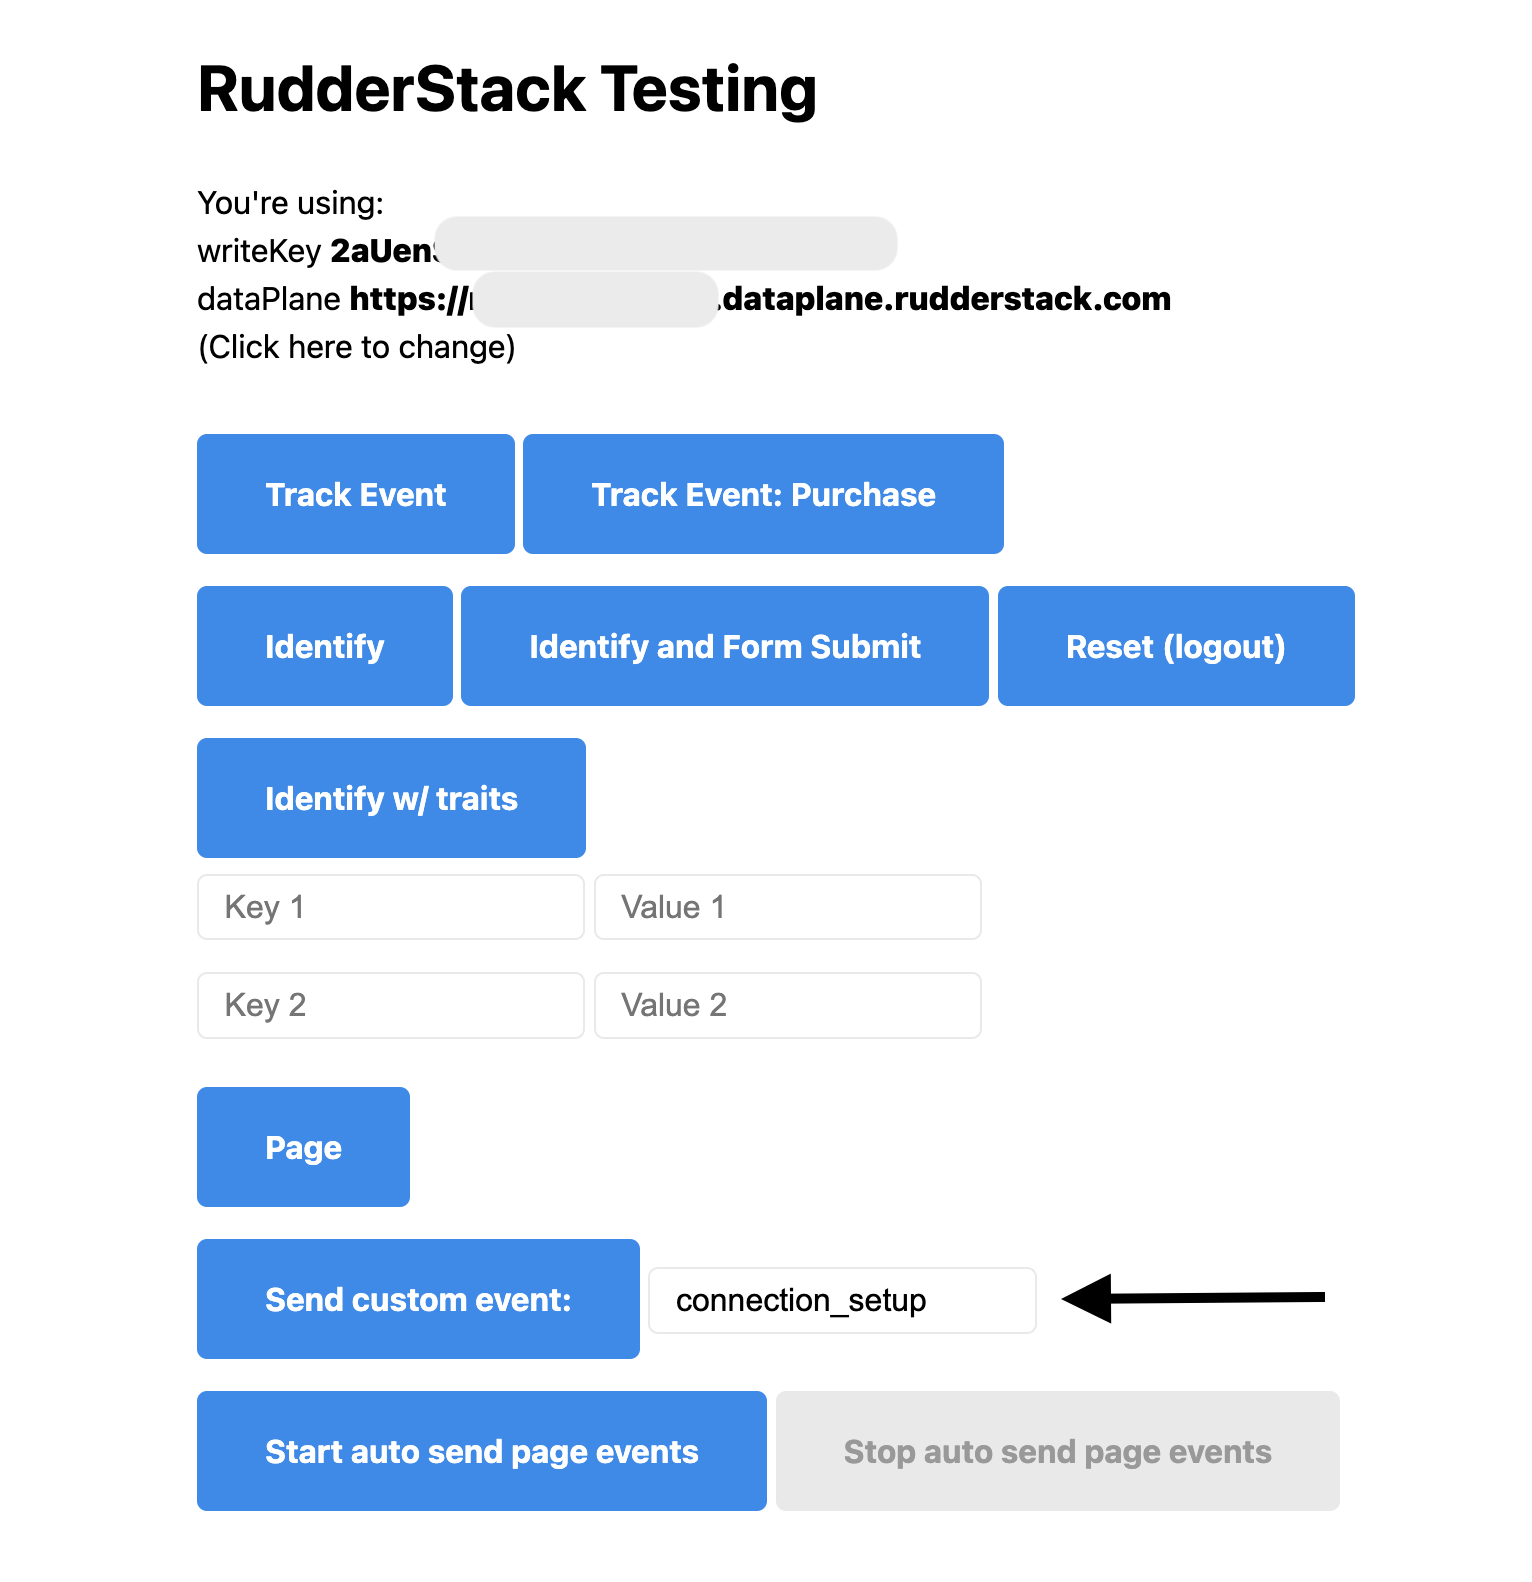 RudderStack Testing
You're using:
writeKey 2aUen
dataPlane https:// .dataplane.rudderstack.com
(Click here to change)
Track Event Track Event: Purchase
Identify Identify and Form Submit Reset (logout)
Identify w/ traits
Key 1 Value 1
Key 2 Value 2
Page
Send custom event: connection_setup
Start auto send page events Stop auto send page events